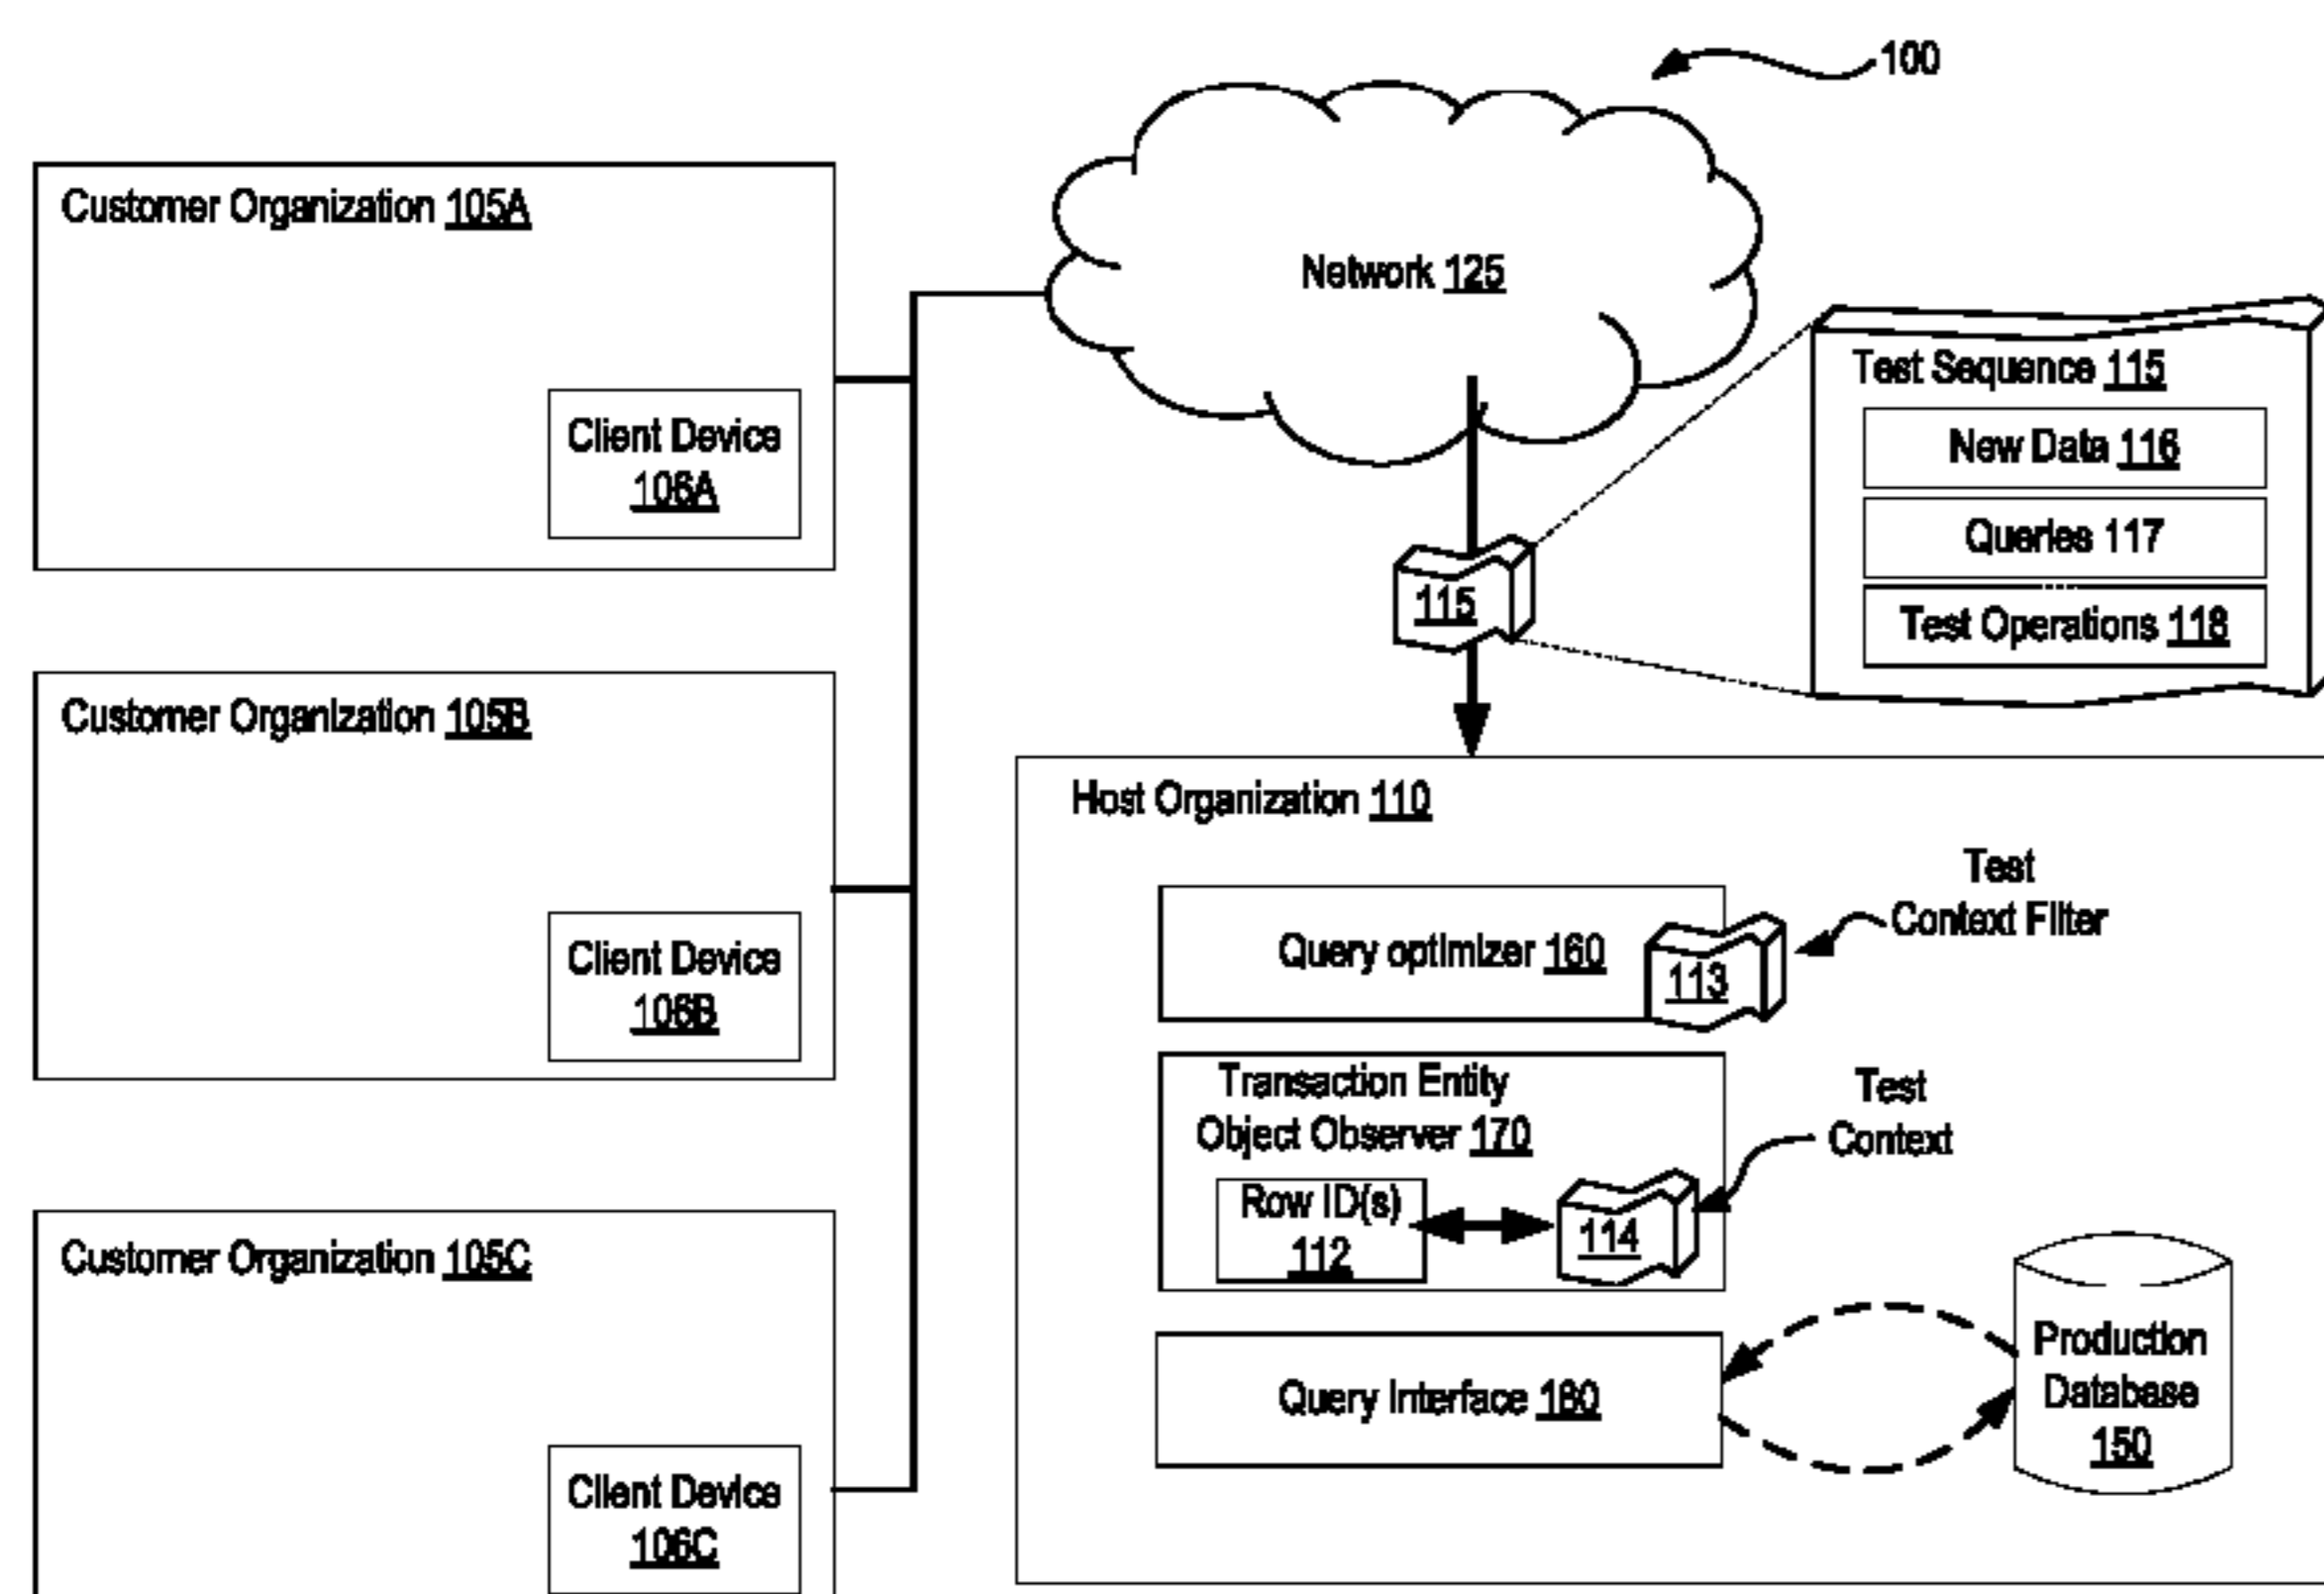 100
Customer Organization 105A
Client Device
106A
Network 125
Test Sequence 115
New Data 116
Queries 117
Test Operations 118
115
Customer Organization 105B
Client Device
106B
Host Organization 110
Query optimizer 160
113
Test
Context Filter
Transaction Entity
Object Observer 170
Row ID(s)
112
114
Test
Context
Customer Organization 105C
Client Device
106C
Query Interface 180
Production
Database
150